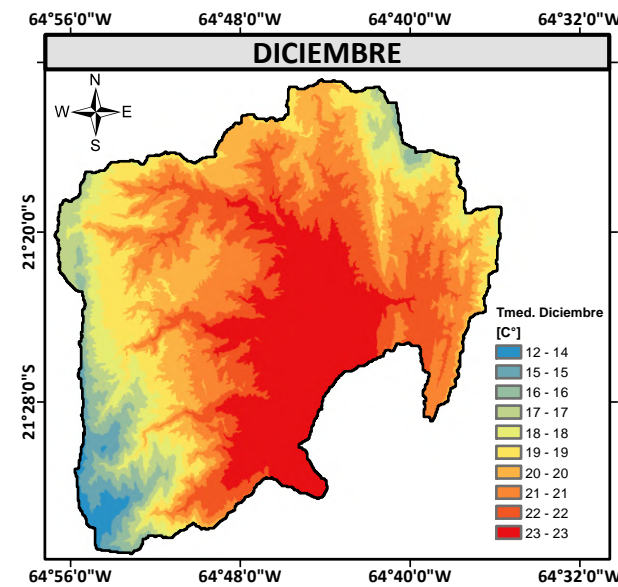 64°56'0"W 64°48'0"W 64°40'0"W 64°32'0"W
DICIEMBRE
N
W E
S
21°20'0"S
21°28'0"S
Tmed. Diciembre
[C°]
12 - 14
15 - 15
16 - 16
17 - 17
18 - 18
19 - 19
20 - 20
21 - 21
22 - 22
23 - 23
64°56'0"W 64°48'0"W 64°40'0"W 64°32'0"W